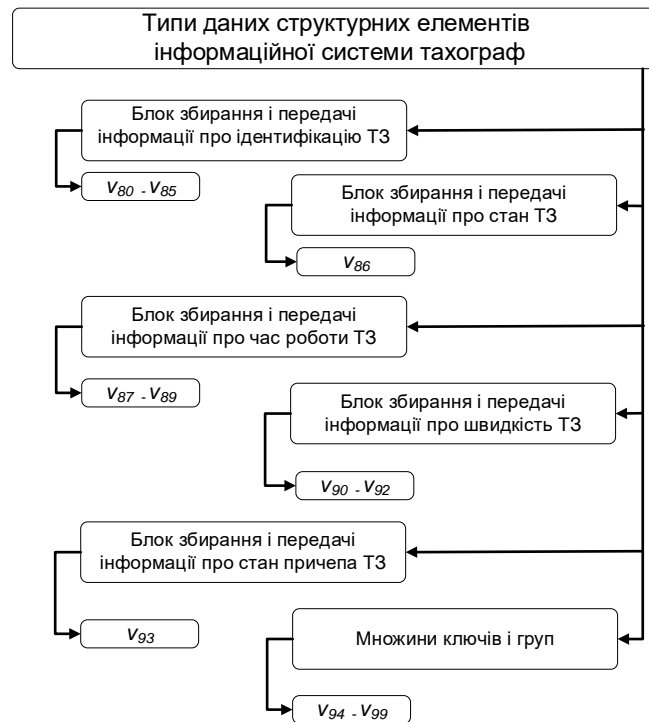 Типи даних структурних елементів
інформаційної системи тахограф
Блок збирання і передачі
інформації про ідентифікацію ТЗ
v80 - v85
Блок збирання і передачі
інформації про стан ТЗ
v86
Блок збирання і передачі
інформації про час роботи ТЗ
v87 - v89
Блок збирання і передачі
інформації про швидкість ТЗ
v90 - v92
Блок збирання і передачі
інформації про стан причепа ТЗ
v93
Множини ключів і груп
v94 - v99